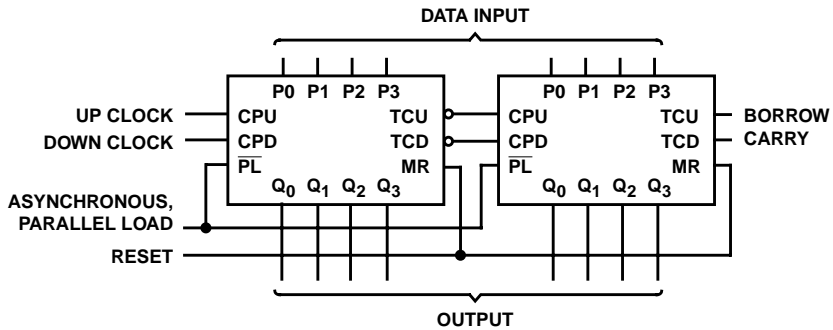 DATA INPUT
P0 P1 P2 P3
P0 P1 P2 P3
UP CLOCK
CPU
TCU
CPU
TCU
BORROW
DOWN CLOCK
CPD
TCD
CPD
TCD
CARRY
PL
MR
PL
MR
Q0 Q1 Q2 Q3
Q0 Q1 Q2 Q3
ASYNCHRONOUS,
PARALLEL LOAD
RESET
OUTPUT